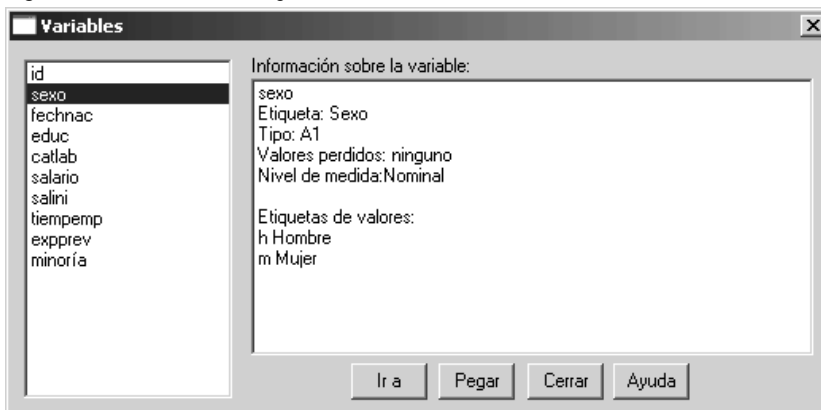 Variables
id
sexo
fechnac
educ
catlab
salario
salini
tiempemp
expprev
minoría
Información sobre la variable:
sexo
Etiqueta: Sexo
Tipo: A1
Valores perdidos: ninguno
Nivel de medida:Nominal
Etiquetas de valores:
h Hombre
m Mujer
Ir a
Pegar
Cerrar
Ayuda